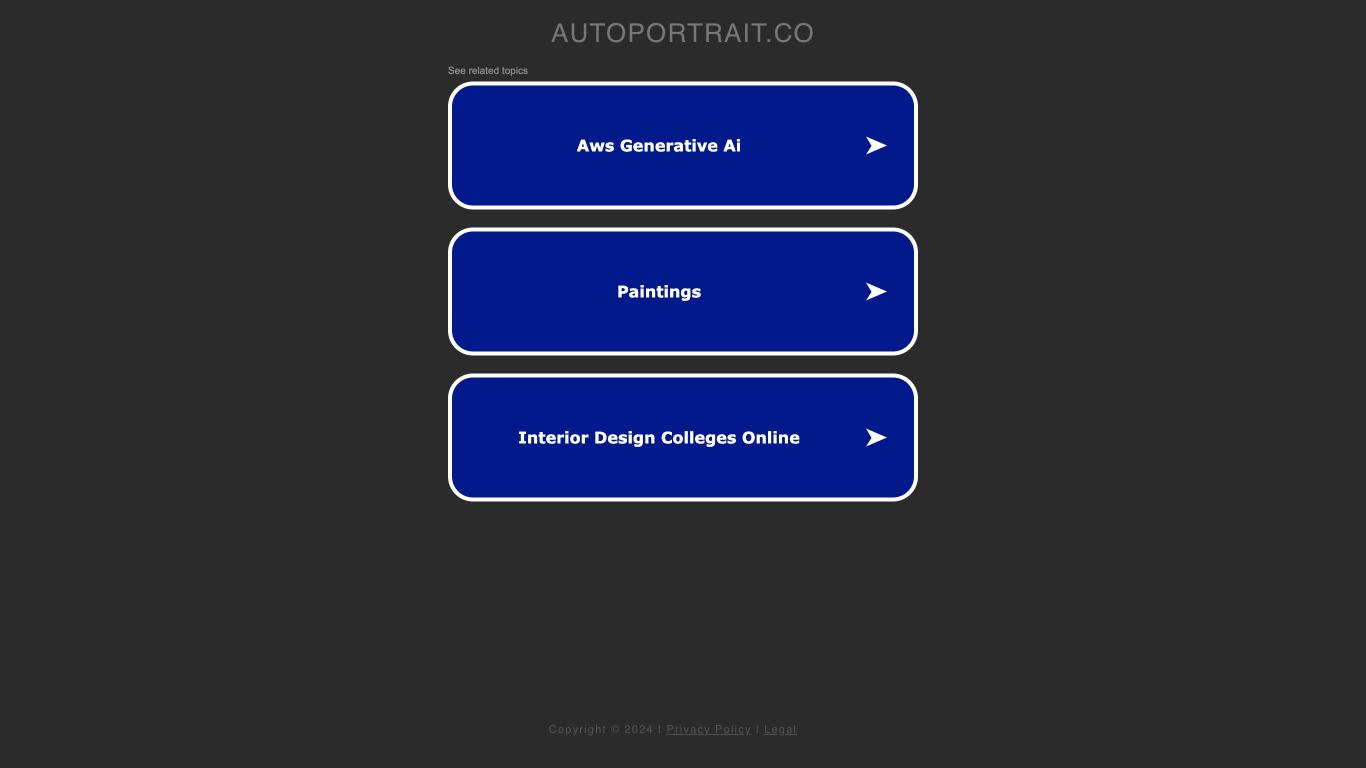 AUTOPORTRAIT.CO
See related topics
Aws Generative Ai
Paintings
Interior Design Colleges Online
Copyright © 2024 | Privacy Policy | Legal